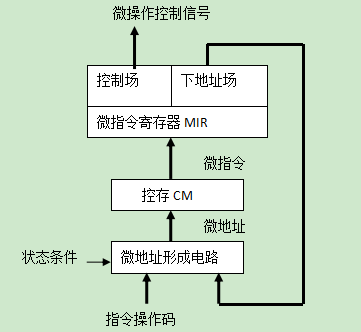 微操作控制信号
控制场 下地址场
微指令寄存器 MIR
微指令
控存 CM
微地址
状态条件 微地址形成电路
指令操作码